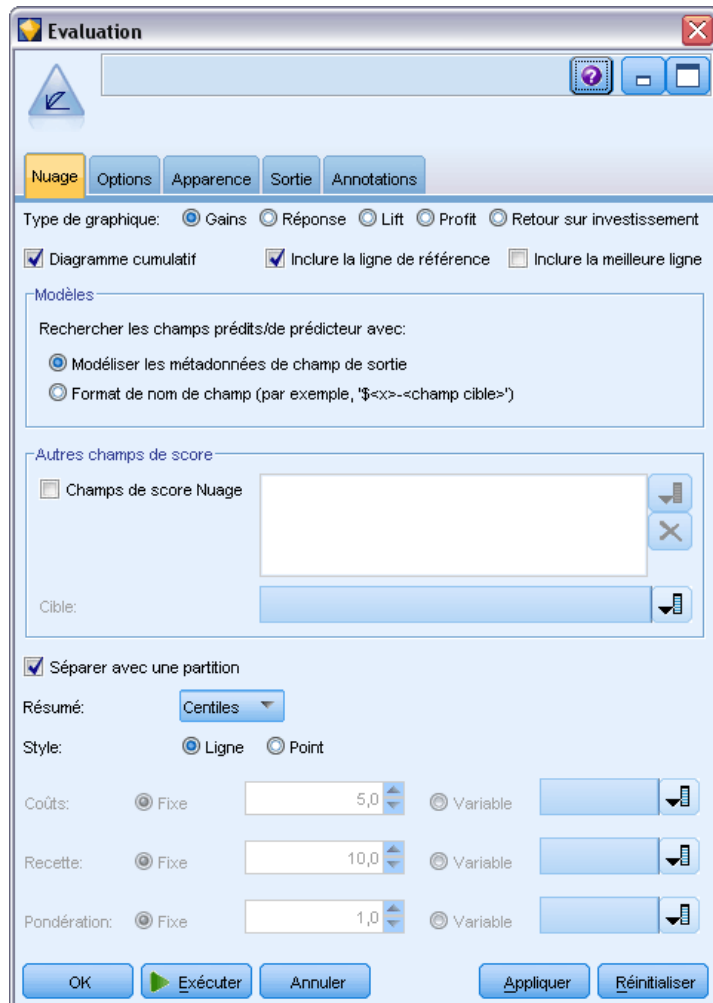 Evaluation
Nuage Options Apparence Sortie Annotations
Type de graphique: Gains Réponse Lift Profit Retour sur investissement
Diagramme cumulatif Inclure la ligne de référence Inclure la meilleure ligne
Modèles
Rechercher les champs prédits/de prédicteur avec:
Modéliser les métadonnées de champ de sortie
Format de nom de champ (par exemple, '$<x>-<champ cible>')
Autres champs de score
Champs de score Nuage
Cible:
Séparer avec une partition
Résumé: Centiles
Style: Ligne Point
Coûts: Fixe 5,0 Variable
Recette: Fixe 10,0 Variable
Pondération: Fixe 1,0 Variable
OK Exécuter Annuler Appliquer Réinitialiser